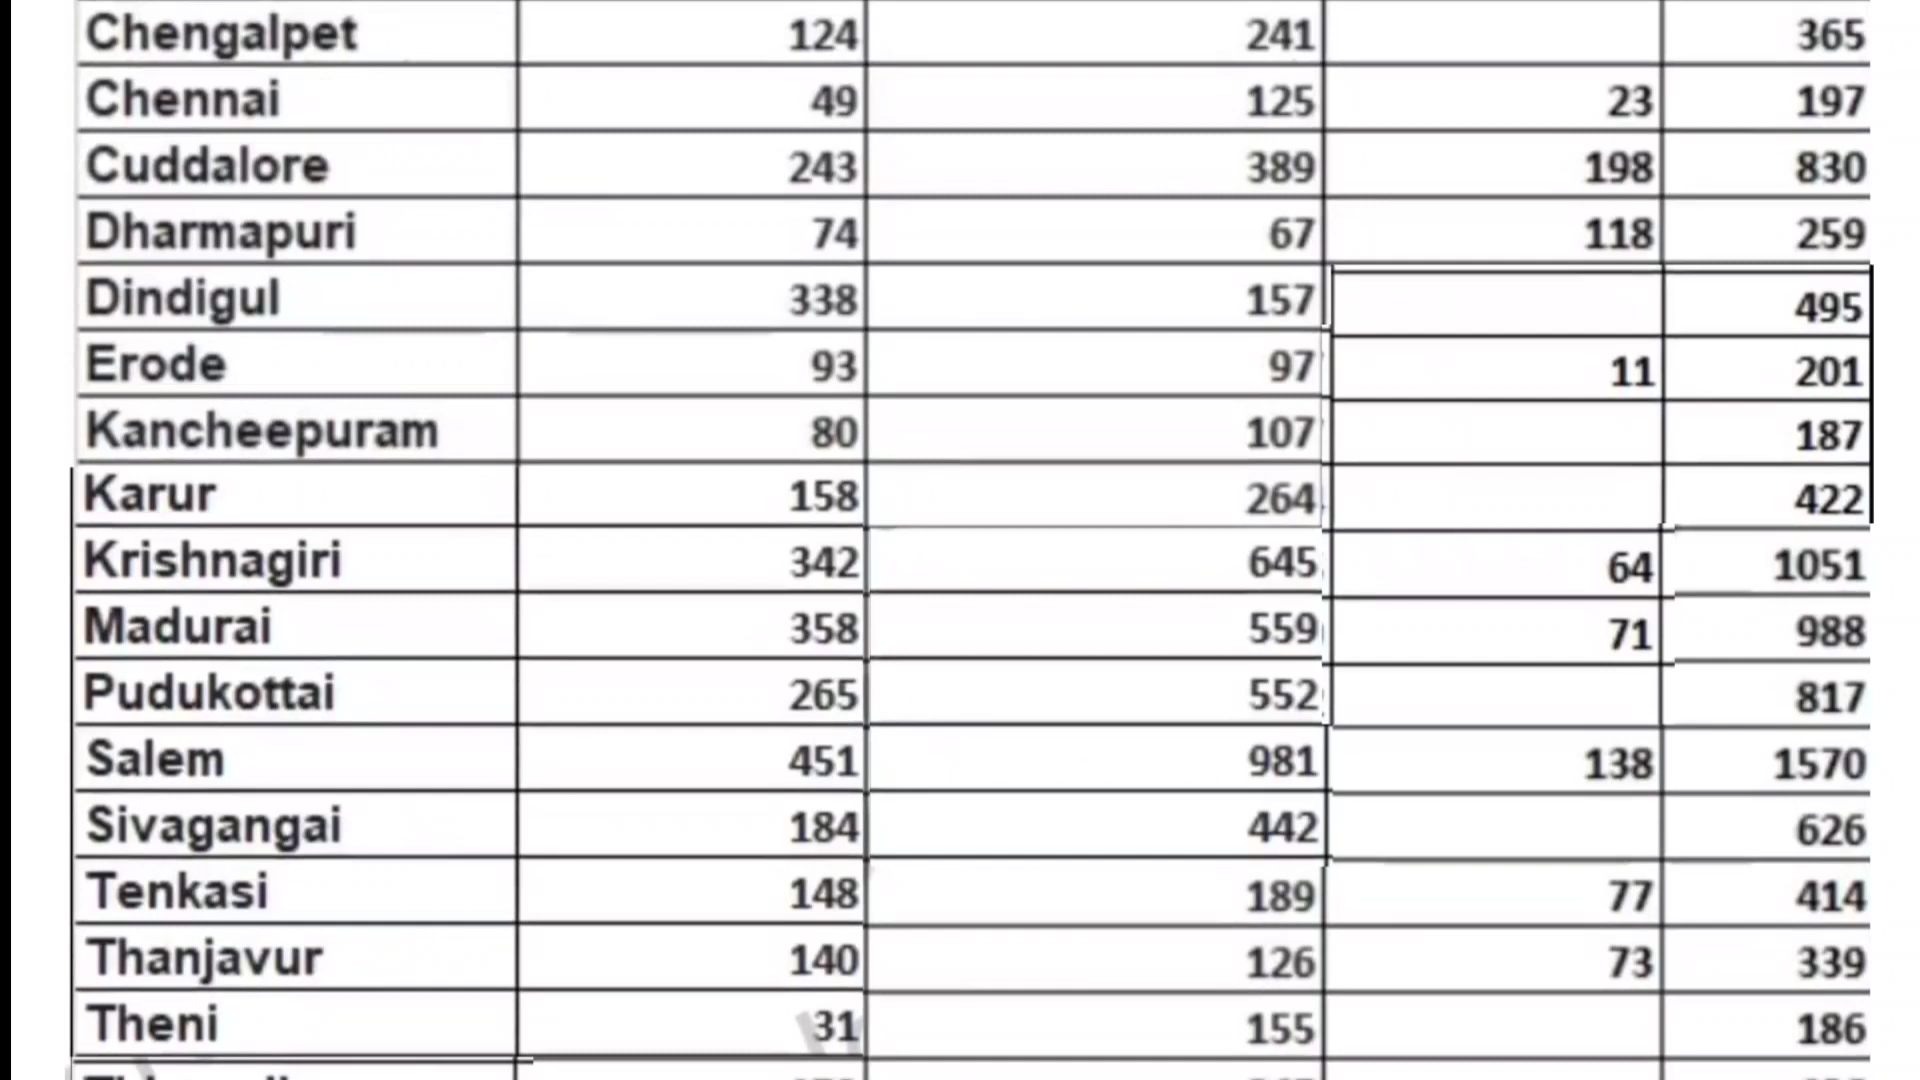 Chengalpet 124 241 365
Chennai 49 125 23 197
Cuddalore 243 389 198 830
Dharmapuri 74 67 118 259
Dindigul 338 157 495
Erode 93 97 11 201
Kancheepuram 80 107 187
Karur 158 264 422
Krishnagiri 342 645 64 1051
Madurai 358 559 71 988
Pudukottai 265 552 817
Salem 451 981 138 1570
Sivagangai 184 442 626
Tenkasi 148 189 77 414
Thanjavur 140 126 73 339
Theni 31 155 186